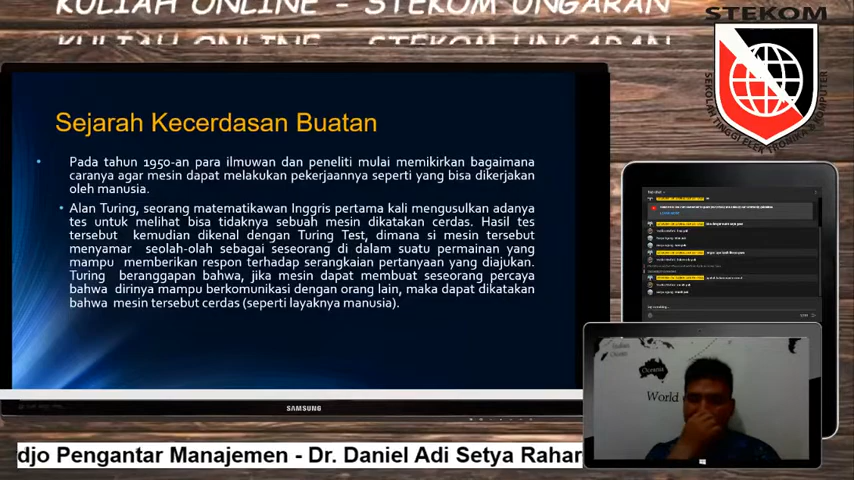 KULIAH ONLINE - STEKOM UNGARAN
STEKOM
SEKOLAH TINGGI ELEKTRONIKA & KOMPUTER
Sejarah Kecerdasan Buatan
• Pada tahun 1950-an para ilmuwan dan peneliti mulai memikirkan bagaimana
caranya agar mesin dapat melakukan pekerjaannya seperti yang bisa dikerjakan
oleh manusia.
• Alan Turing, seorang matematikawan Inggris pertama kali mengusulkan adanya
tes untuk melihat bisa tidaknya sebuah mesin dikatakan cerdas. Hasil tes
tersebut kemudian dikenal dengan Turing Test, dimana si mesin tersebut
menyamar seolah-olah sebagai seseorang di dalam suatu permainan yang
mampu memberikan respon terhadap serangkaian pertanyaan yang diajukan.
Turing beranggapan bahwa, jika mesin dapat membuat seseorang percaya
bahwa dirinya mampu berkomunikasi dengan orang lain, maka dapat dikatakan
bahwa mesin tersebut cerdas (seperti layaknya manusia).
SAMSUNG
Oceania
World
djo Pengantar Manajemen - Dr. Daniel Adi Setya Rahar